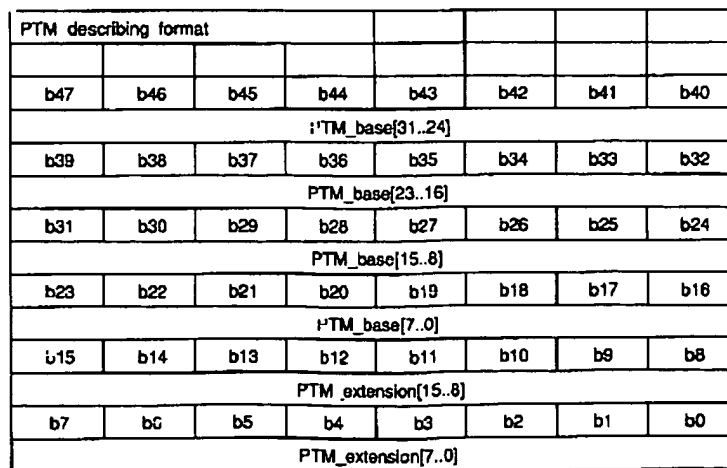 PTM describing format
b47 b46 b45 b44 b43 b42 b41 b40
PTM_base[31..24]
b39 b38 b37 b36 b35 b34 b33 b32
PTM_base[23..16]
b31 b30 b29 b28 b27 b26 b25 b24
PTM_base[15..8]
b23 b22 b21 b20 b19 b18 b17 b16
PTM_base[7..0]
b15 b14 b13 b12 b11 b10 b9 b8
PTM_extension[15..8]
b7 b6 b5 b4 b3 b2 b1 b0
PTM_extension[7..0]